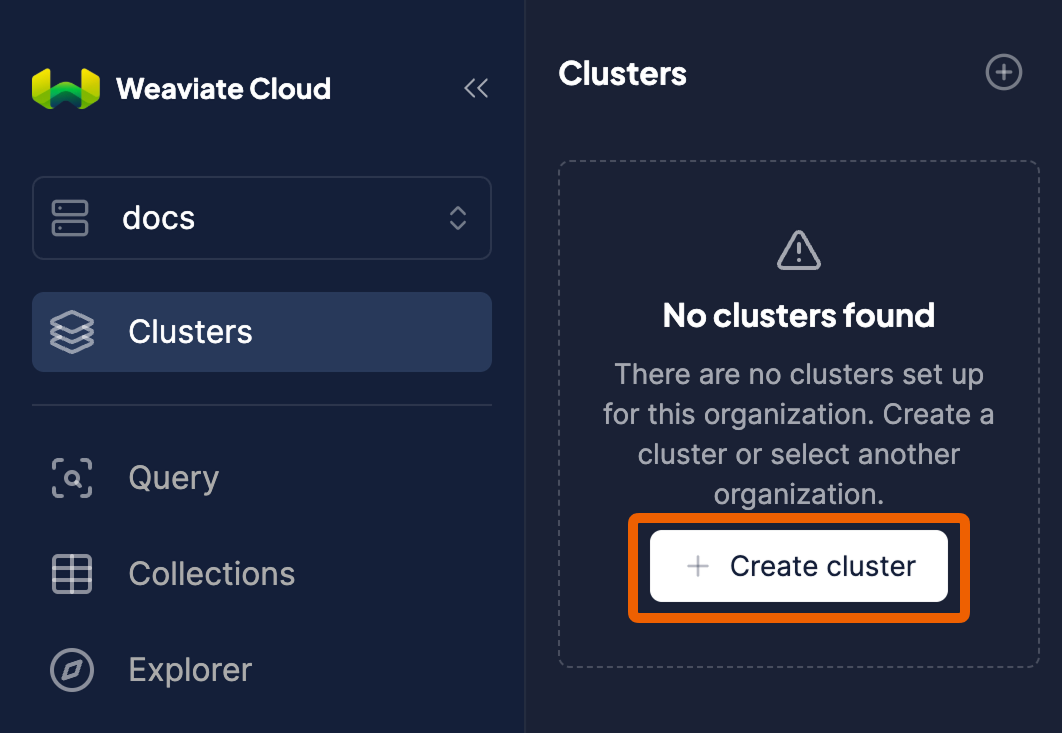 Weaviate Cloud
docs
Clusters
Query
Collections
Explorer
Clusters
No clusters found
There are no clusters set up
for this organization. Create a
cluster or select another
organization.
Create cluster